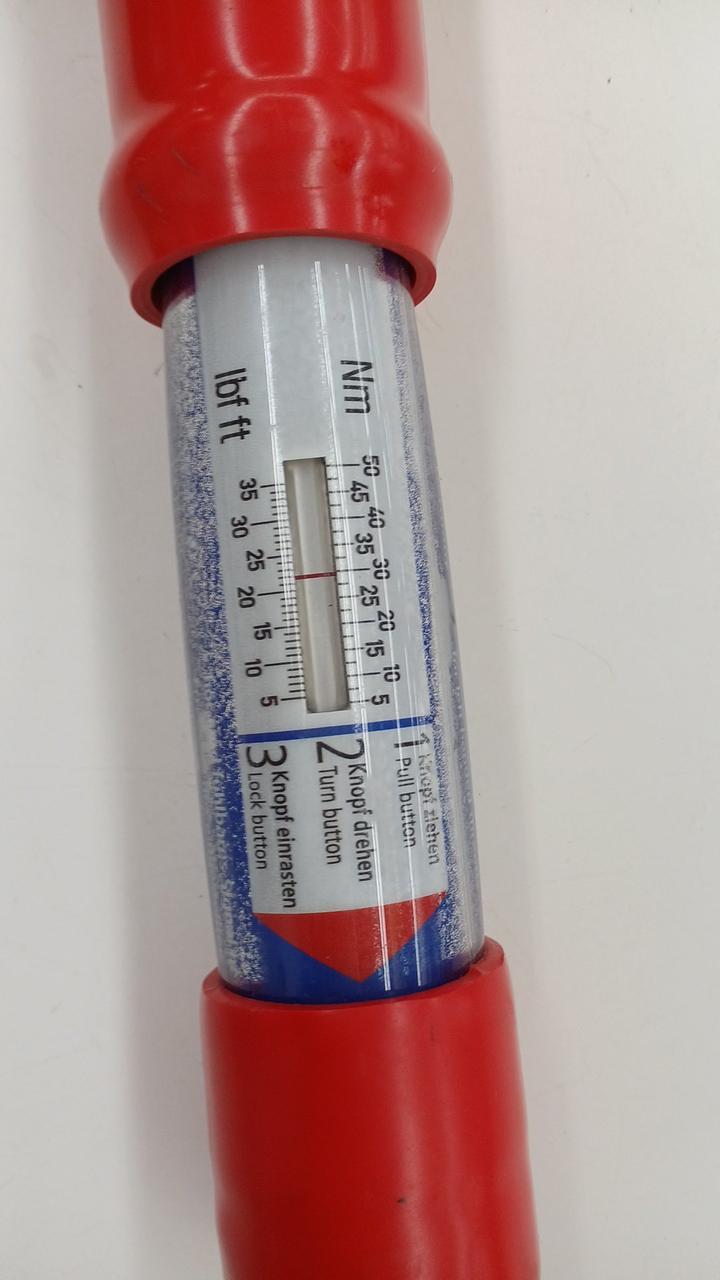 Nm
50 45 40 35 30 25 20 15 10 5
35 30 25 20 15 10 5
lbf ft
1 Knopf ziehen
Pull button
2 Knopf drehen
Turn button
3 Knopf einrasten
Lock button